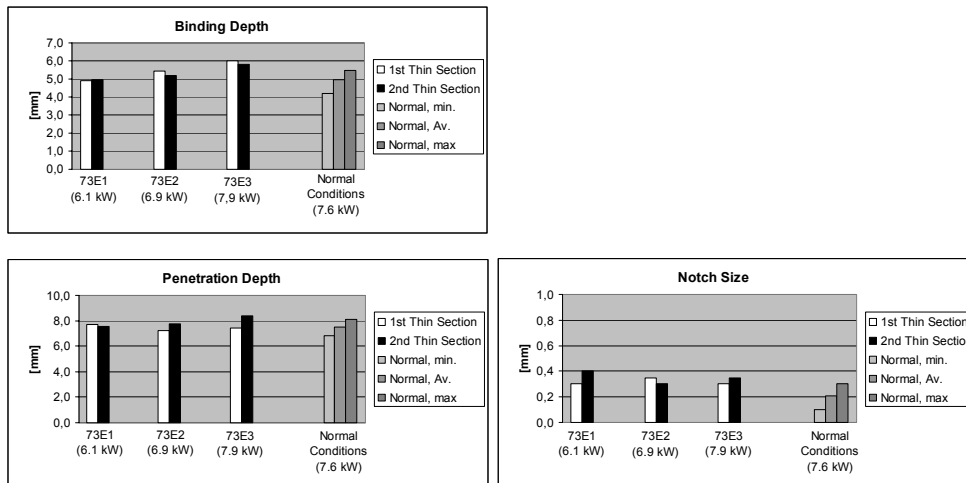 Binding Depth
7,0
6,0
5,0
4,0
3,0
2,0
1,0
0,0
[mm]
73E1
(6.1 kW)
73E2
(6.9 kW)
73E3
(7,9 kW)
Normal
Conditions
(7.6 kW)
1st Thin Section
2nd Thin Section
Normal, min.
Normal, Av.
Normal, max
Penetration Depth
10,0
8,0
6,0
4,0
2,0
0,0
[mm]
73E1
(6.1 kW)
73E2
(6.9 kW)
73E3
(7.9 kW)
Normal
Conditions
(7.6 kW)
1st Thin Section
2nd Thin Section
Normal, min.
Normal, Av.
Normal, max
Notch Size
1,0
0,8
0,6
0,4
0,2
0,0
[mm]
73E1
(6.1 kW)
73E2
(6.9 kW)
73E3
(7.9 kW)
Normal
Conditions
(7.6 kW)
1st Thin Section
2nd Thin Section
Normal, min.
Normal, Av.
Normal, max